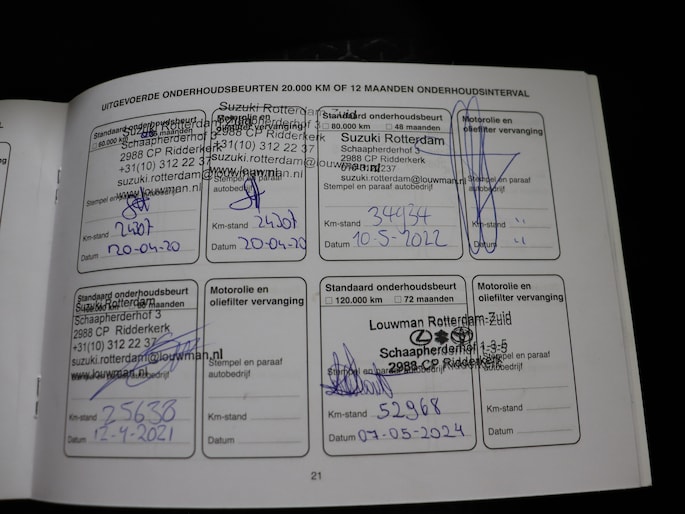 UITGEVOERDE ONDERHOUDSBEURTEN 20.000 KM OF 12 MAANDEN ONDERHOUDSINTERVAL
Standaard onderhoudsbeurt
60.000 km maanden
Suzuki Rotterdam-Zuid
Schaapherderhof 3
2988 CP Ridderkerk
+31(10) 312 22 37
suzuki.rotterdam@louwman.nl
www.louwman.nl
Stempel en paraaf
Km-stand 24207
Datum 20-04-20
Motorolie en
oliefilter vervanging
Suzuki Rotterdam-Zuid
Schaapherderhof 3
2988 CP Ridderkerk
+31(10) 312 22 37
suzuki.rotterdam@louwman.nl
www.louwman.nl
Stempel en paraaf
autobedrijf
Km-stand 24207
Datum 20-04-20
Standaard onderhoudsbeurt
80.000 km 48 maanden
Suzuki Rotterdam
Schaapherderhof 3
2988 CP Ridderkerk
suzuki.rotterdam@louwman.nl
Stempel en paraaf autobedrijf
Km-stand 34934
Datum 10-5-2022
Motorolie en
oliefilter vervanging
Stempel en paraaf
autobedrijf
Km-stand "
Datum "
Standaard onderhoudsbeurt
maanden
Suzuki Rotterdam
Schaapherderhof 3
2988 CP Ridderkerk
+31(10) 312 22 37
suzuki.rotterdam@louwman.nl
www.louwman.nl
Km-stand 25638
Datum 12-4-2021
Motorolie en
oliefilter vervanging
Stempel en paraaf
autobedrijf
Km-stand
Datum
Standaard onderhoudsbeurt
120.000 km 72 maanden
Louwman Rotterdam-Zuid
Schaapherderhof 1-3-5
2988 CP Ridderkerk
Stempel en paraaf autobedrijf
Km-stand 52968
Datum 07-05-2024
Motorolie en
oliefilter vervanging
Stempel en paraaf
autobedrijf
Km-stand
Datum
21